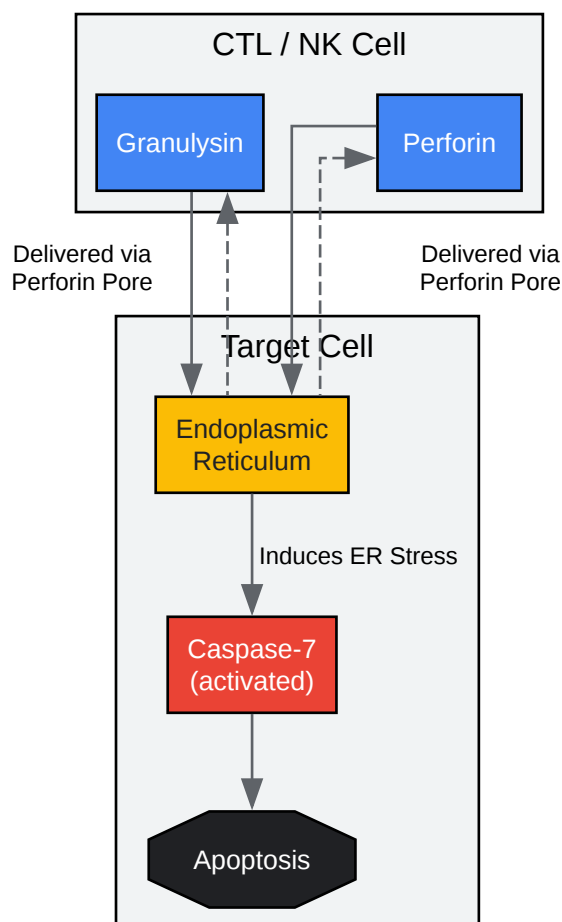 CTL / NK Cell
Granulysin
Perforin
Delivered via
Perforin Pore
Delivered via
Perforin Pore
Target Cell
Endoplasmic
Reticulum
Induces ER Stress
Caspase-7
(activated)
Apoptosis